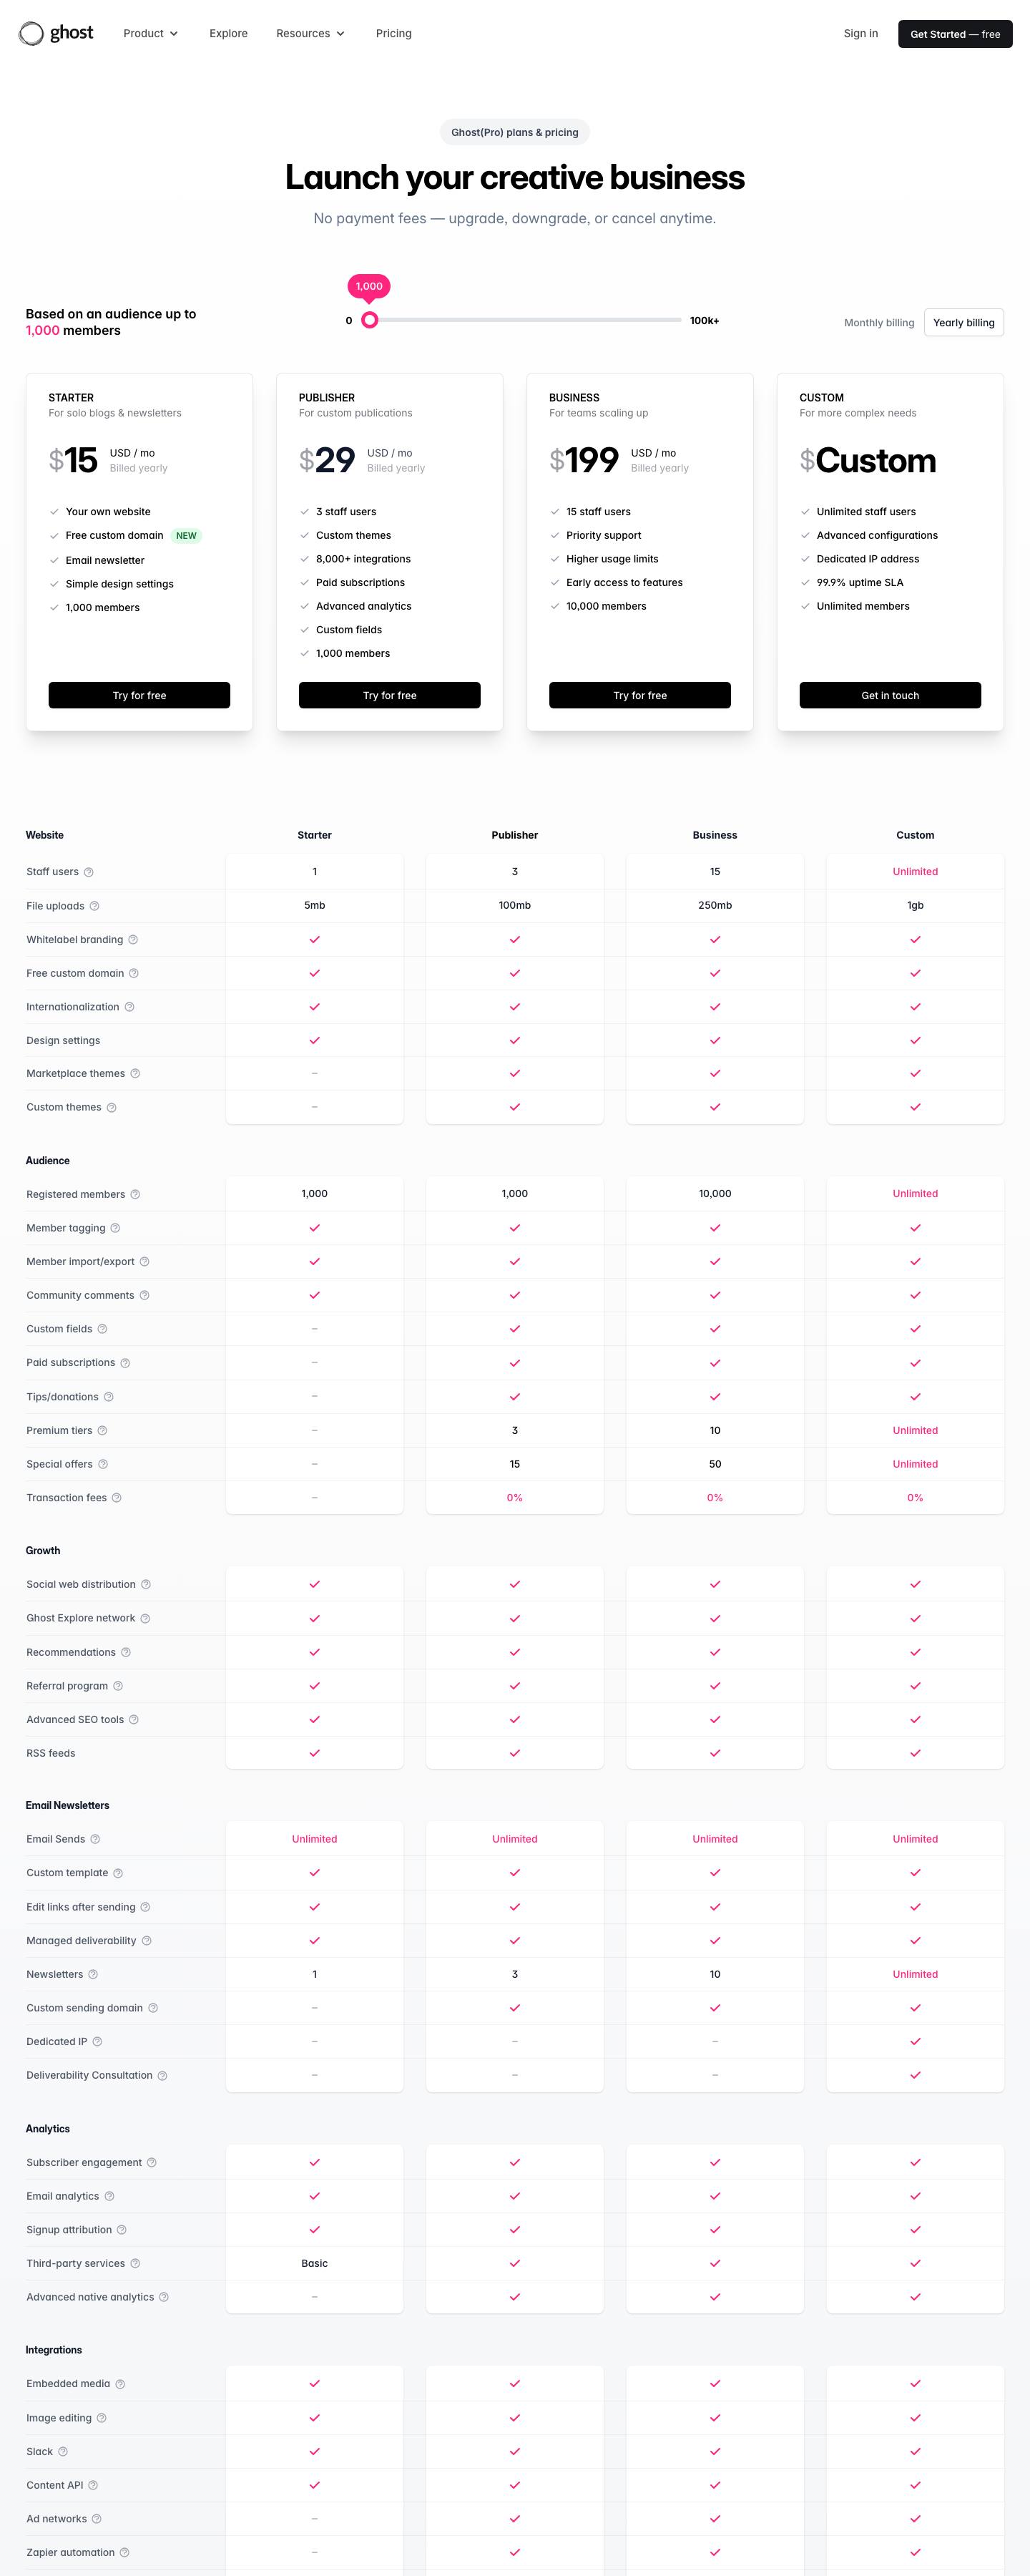 ghost
Product
Explore
Resources
Pricing
Sign in
Get Started — free
Ghost(Pro) plans & pricing
Launch your creative business
No payment fees — upgrade, downgrade, or cancel anytime.
Based on an audience up to
1,000 members
1,000
0
100k+
Monthly billing
Yearly billing
STARTER
For solo blogs & newsletters
$15 USD / mo
Billed yearly
Your own website
Free custom domain NEW
Email newsletter
Simple design settings
1,000 members
Try for free
PUBLISHER
For custom publications
$29 USD / mo
Billed yearly
3 staff users
Custom themes
8,000+ integrations
Paid subscriptions
Advanced analytics
Custom fields
1,000 members
Try for free
BUSINESS
For teams scaling up
$199 USD / mo
Billed yearly
15 staff users
Priority support
Higher usage limits
Early access to features
10,000 members
Try for free
CUSTOM
For more complex needs
$Custom
Unlimited staff users
Advanced configurations
Dedicated IP address
99.9% uptime SLA
Unlimited members
Get in touch
Website Starter Publisher Business Custom
Staff users 1 3 15 Unlimited
File uploads 5mb 100mb 250mb 1gb
Whitelabel branding
Free custom domain
Internationalization
Design settings
Marketplace themes –
Custom themes –
Audience
Registered members 1,000 1,000 10,000 Unlimited
Member tagging
Member import/export
Community comments
Custom fields –
Paid subscriptions –
Tips/donations –
Premium tiers – 3 10 Unlimited
Special offers – 15 50 Unlimited
Transaction fees – 0% 0% 0%
Growth
Social web distribution
Ghost Explore network
Recommendations
Referral program
Advanced SEO tools
RSS feeds
Email Newsletters
Email Sends Unlimited Unlimited Unlimited Unlimited
Custom template
Edit links after sending
Managed deliverability
Newsletters 1 3 10 Unlimited
Custom sending domain –
Dedicated IP – – –
Deliverability Consultation – – –
Analytics
Subscriber engagement
Email analytics
Signup attribution
Third-party services Basic
Advanced native analytics –
Integrations
Embedded media
Image editing
Slack
Content API
Ad networks –
Zapier automation –